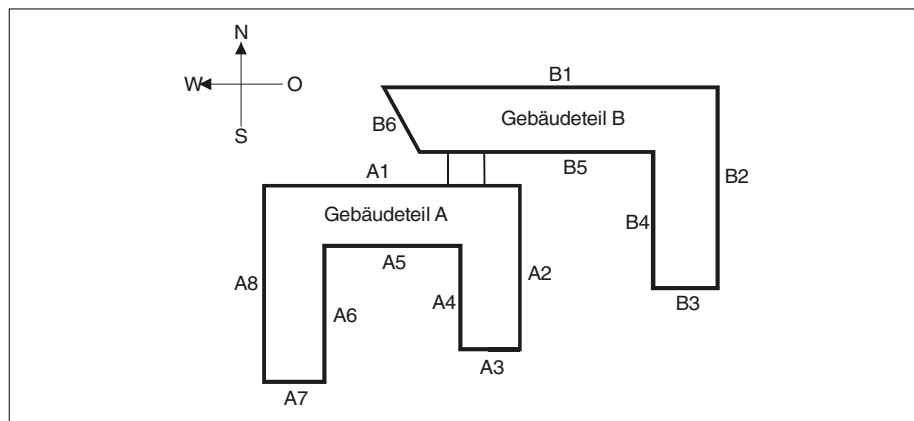 N
W O
S
B1
Gebäudeteil B
B6
B5
B2
A1
B4
Gebäudeteil A
A5
A2
A8
A4
A6
B3
A3
A7